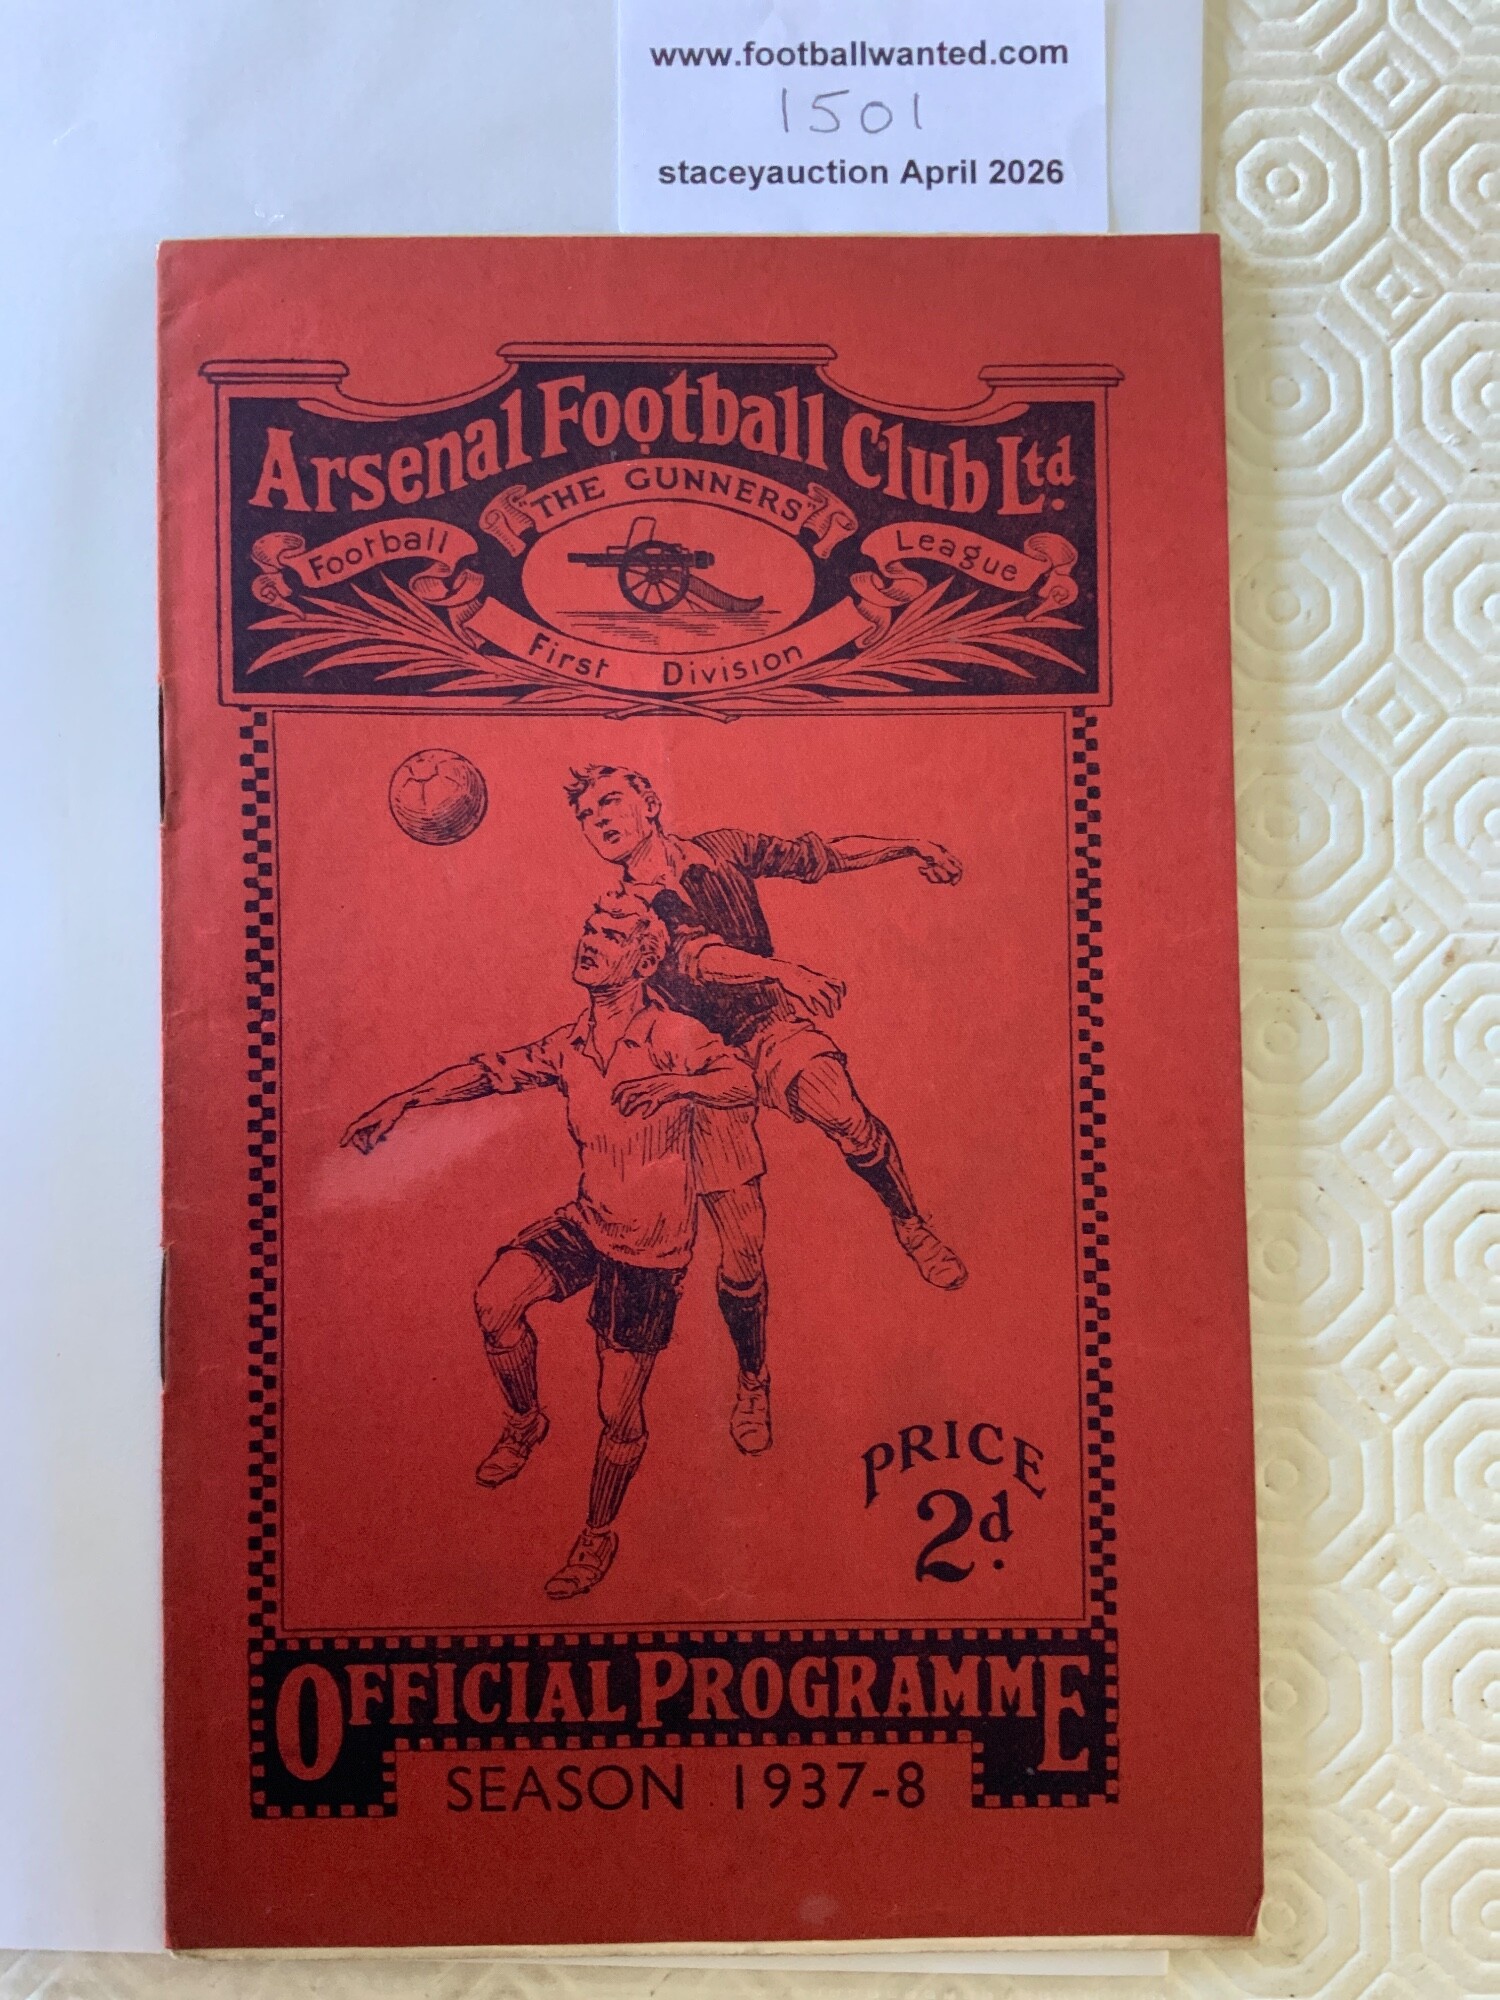 www.footballwanted.com
1501
staceyauction April 2026
Arsenal Football Club Ltd.
"THE GUNNERS"
Football League
First Division
PRICE
2d.
OFFICIAL PROGRAMME
SEASON 1937-8